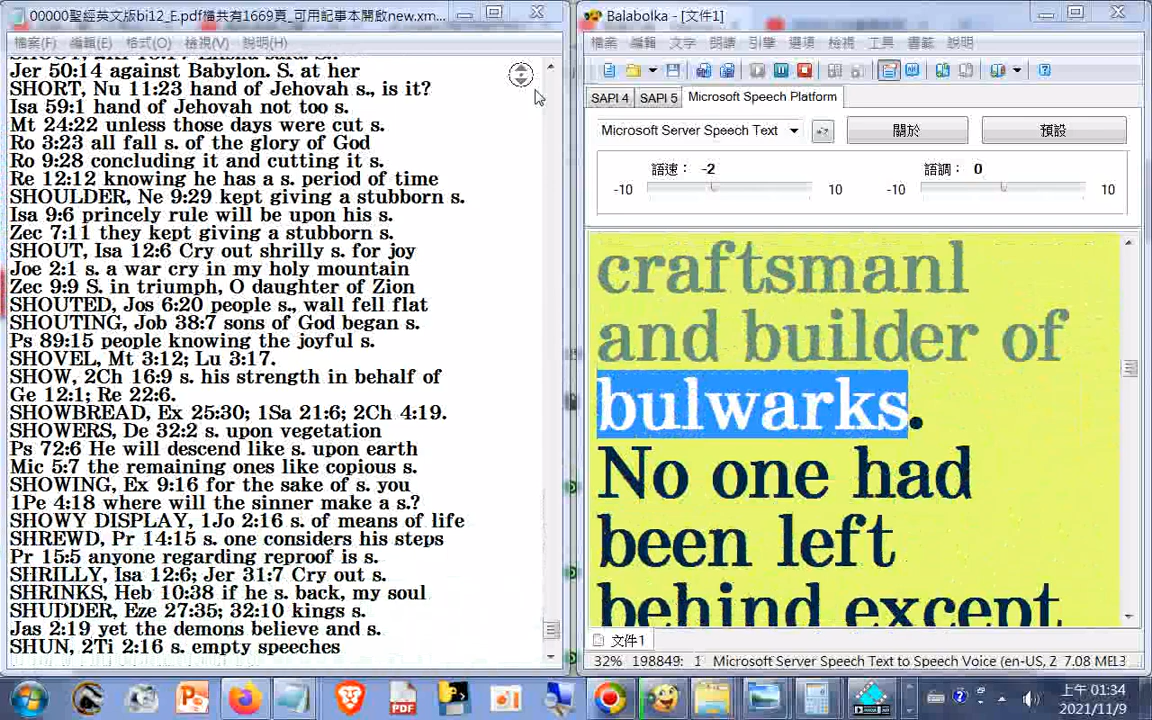 00000聖經英文版bi12_E.pdf檔共有1669頁_可用記事本開啟new.xm...
檔案(F) 編輯(E) 格式(O) 檢視(V) 說明(H)
Jer 50:14 against Babylon. S. at her
SHORT, Nu 11:23 hand of Jehovah s., is it?
Isa 59:1 hand of Jehovah not too s.
Mt 24:22 unless those days were cut s.
Ro 3:23 all fall s. of the glory of God
Ro 9:28 concluding it and cutting it s.
Re 12:12 knowing he has a s. period of time
SHOULDER, Ne 9:29 kept giving a stubborn s.
Isa 9:6 princely rule will be upon his s.
Zec 7:11 they kept giving a stubborn s.
SHOUT, Isa 12:6 Cry out shrilly s. for joy
Joe 2:1 s. a war cry in my holy mountain
Zec 9:9 S. in triumph, O daughter of Zion
SHOUTED, Jos 6:20 people s., wall fell flat
SHOUTING, Job 38:7 sons of God began s.
Ps 89:15 people knowing the joyful s.
SHOVEL, Mt 3:12; Lu 3:17.
SHOW, 2Ch 16:9 s. his strength in behalf of
Ge 12:1; Re 22:6.
SHOWBREAD, Ex 25:30; 1Sa 21:6; 2Ch 4:19.
SHOWERS, De 32:2 s. upon vegetation
Ps 72:6 He will descend like s. upon earth
Mic 5:7 the remaining ones like copious s.
SHOWING, Ex 9:16 for the sake of s. you
1Pe 4:18 where will the sinner make a s.?
SHOWY DISPLAY, 1Jo 2:16 s. of means of life
SHREWD, Pr 14:15 s. one considers his steps
Pr 15:5 anyone regarding reproof is s.
SHRILLY, Isa 12:6; Jer 31:7 Cry out s.
SHRINKS, Heb 10:38 if he s. back, my soul
SHUDDER, Eze 27:35; 32:10 kings s.
Jas 2:19 yet the demons believe and s.
SHUN, 2Ti 2:16 s. empty speeches
Balabolka - [文件1]
檔案 編輯 文字 朗讀 引擎 選項 檢視 工具 書籤 說明
SAPI 4 SAPI 5 Microsoft Speech Platform
Microsoft Server Speech Text 關於 預設
語速： -2 語調： 0
-10 10 -10 10
craftsmanl
and builder of
bulwarks.
No one had
been left
behind except
文件1
32% 198849: 1 Microsoft Server Speech Text to Speech Voice (en-US, 2 7.08 MB
PDF
上午 01:34
2021/11/9